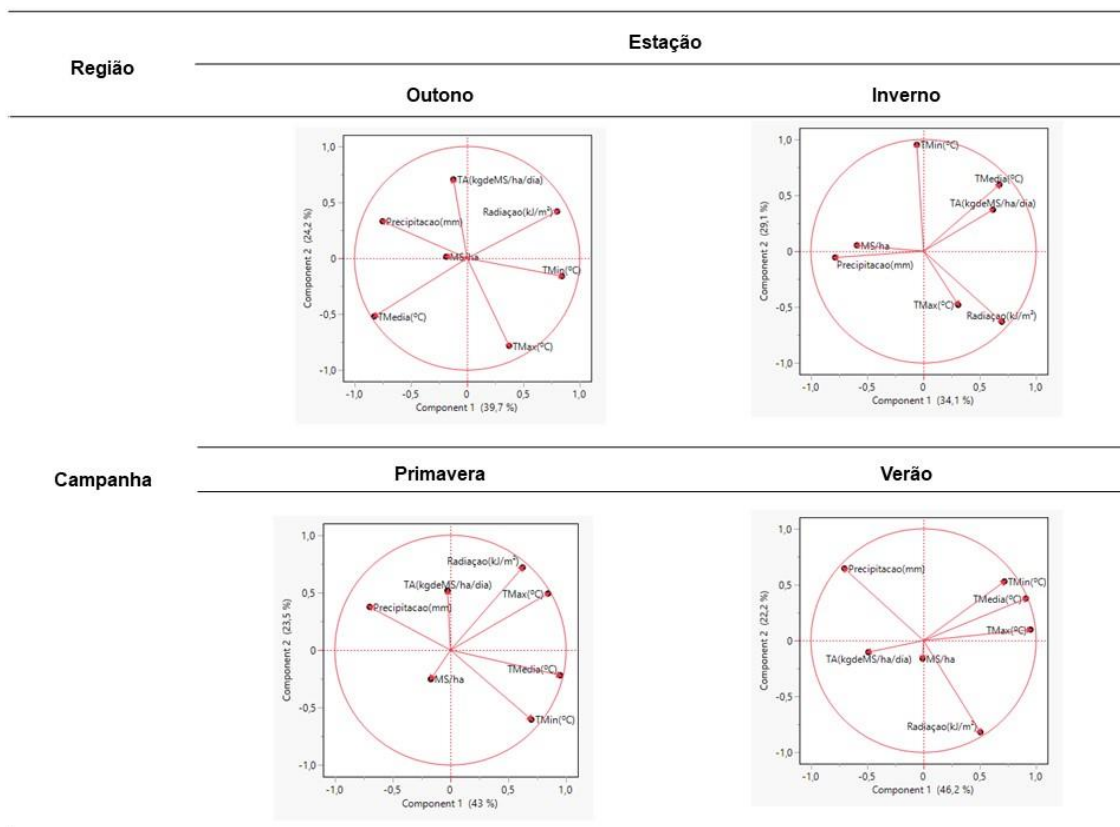 Região
Estação
Outono
Inverno
1,0
0,5
0
-0,5
-1,0
Component 2 (24,2 %)
TA(kgdeMS/ha/dia)
Radiaçao(kJ/m²)
Precipitacao(mm)
MS/ha
TMin(ºC)
TMedia(ºC)
TMax(ºC)
-1,0 -0,5 0 0,5 1,0
Component 1 (39,7 %)
1,0
0,5
0
-0,5
-1,0
Component 2 (29,1 %)
TMin(ºC)
TMedia(ºC)
TA(kgdeMS/ha/dia)
MS/ha
Precipitacao(mm)
TMax(ºC)
Radiaçao(kJ/m²)
-1,0 -0,5 0 0,5 1,0
Component 1 (34,1 %)
Campanha
Primavera
Verão
1,0
0,5
0
-0,5
-1,0
Component 2 (23,5 %)
Radiaçao(kJ/m²)
TA(kgdeMS/ha/dia)
TMax(ºC)
Precipitacao(mm)
TMedia(ºC)
MS/ha
TMin(ºC)
-1,0 -0,5 0 0,5 1,0
Component 1 (43 %)
1,0
0,5
0
-0,5
-1,0
Component 2 (22,2 %)
Precipitacao(mm)
TMin(ºC)
TMedia(ºC)
TMax(ºC)
TA(kgdeMS/ha/dia)
MS/ha
Radiaçao(kJ/m²)
-1,0 -0,5 0 0,5 1,0
Component 1 (46,2 %)